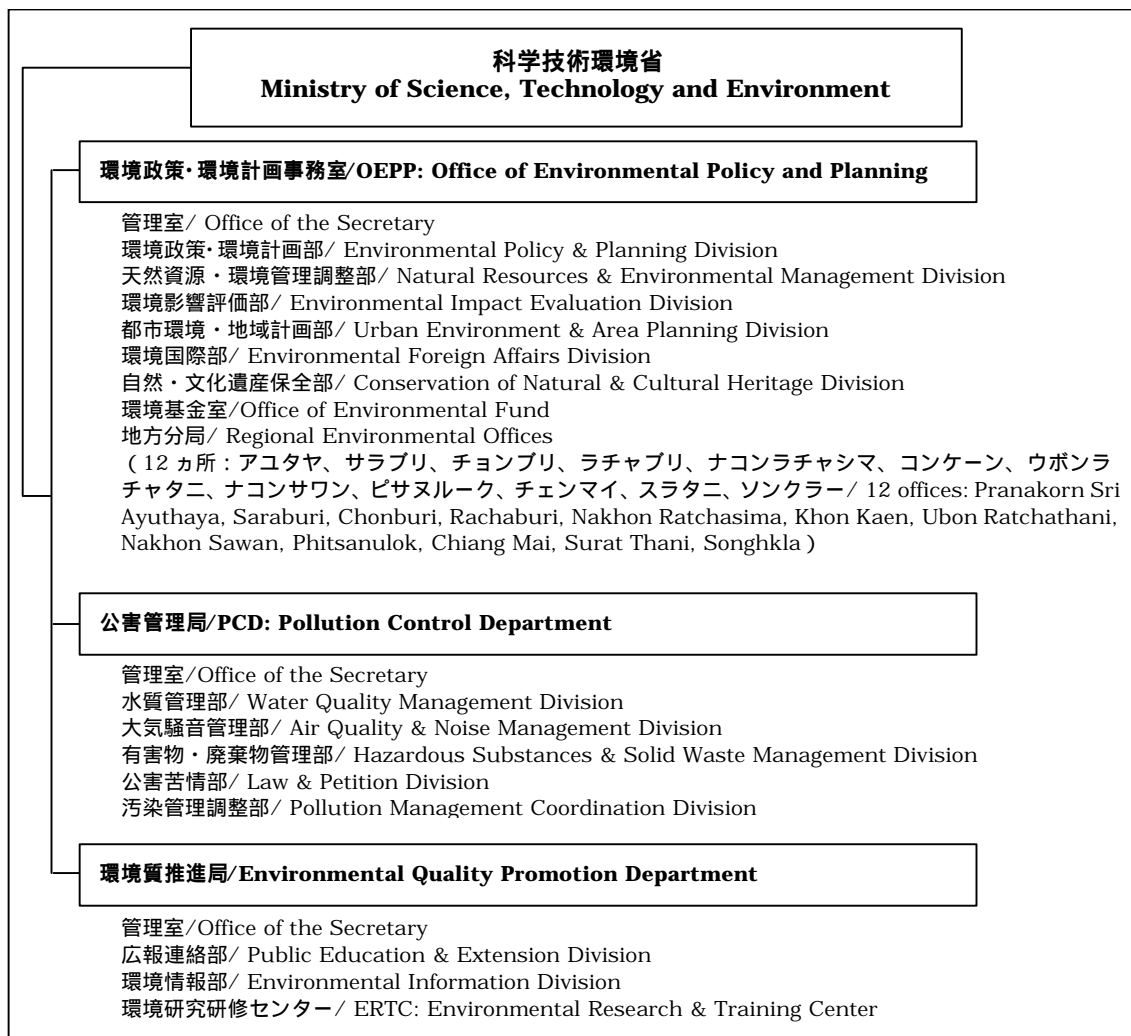 科学技術環境省
Ministry of Science, Technology and Environment
環境政策・環境計画事務室/OEPP: Office of Environmental Policy and Planning
管理室/ Office of the Secretary
環境政策・環境計画部/ Environmental Policy & Planning Division
天然資源・環境管理調整部/ Natural Resources & Environmental Management Division
環境影響評価部/ Environmental Impact Evaluation Division
都市環境・地域計画部/ Urban Environment & Area Planning Division
環境国際部/ Environmental Foreign Affairs Division
自然・文化遺産保全部/ Conservation of Natural & Cultural Heritage Division
環境基金室/Office of Environmental Fund
地方分局/ Regional Environmental Offices
(12 ヵ所：アユタヤ、サラブリ、チョンブリ、ラチャブリ、ナコンラチャシマ、コンケーン、ウボンラ
チャタニ、ナコンサワン、ピサヌルーク、チェンマイ、スラタニ、ソンクラー/ 12 offices: Pranakorn Sri
Ayuthaya, Saraburi, Chonburi, Rachaburi, Nakhon Ratchasima, Khon Kaen, Ubon Ratchathani,
Nakhon Sawan, Phitsanulok, Chiang Mai, Surat Thani, Songhkla )
公害管理局/PCD: Pollution Control Department
管理室/Office of the Secretary
水質管理部/ Water Quality Management Division
大気騒音管理部/ Air Quality & Noise Management Division
有害物・廃棄物管理部/ Hazardous Substances & Solid Waste Management Division
公害苦情部/ Law & Petition Division
汚染管理調整部/ Pollution Management Coordination Division
環境質推進局/Environmental Quality Promotion Department
管理室/Office of the Secretary
広報連絡部/ Public Education & Extension Division
環境情報部/ Environmental Information Division
環境研究研修センター/ ERTC: Environmental Research & Training Center